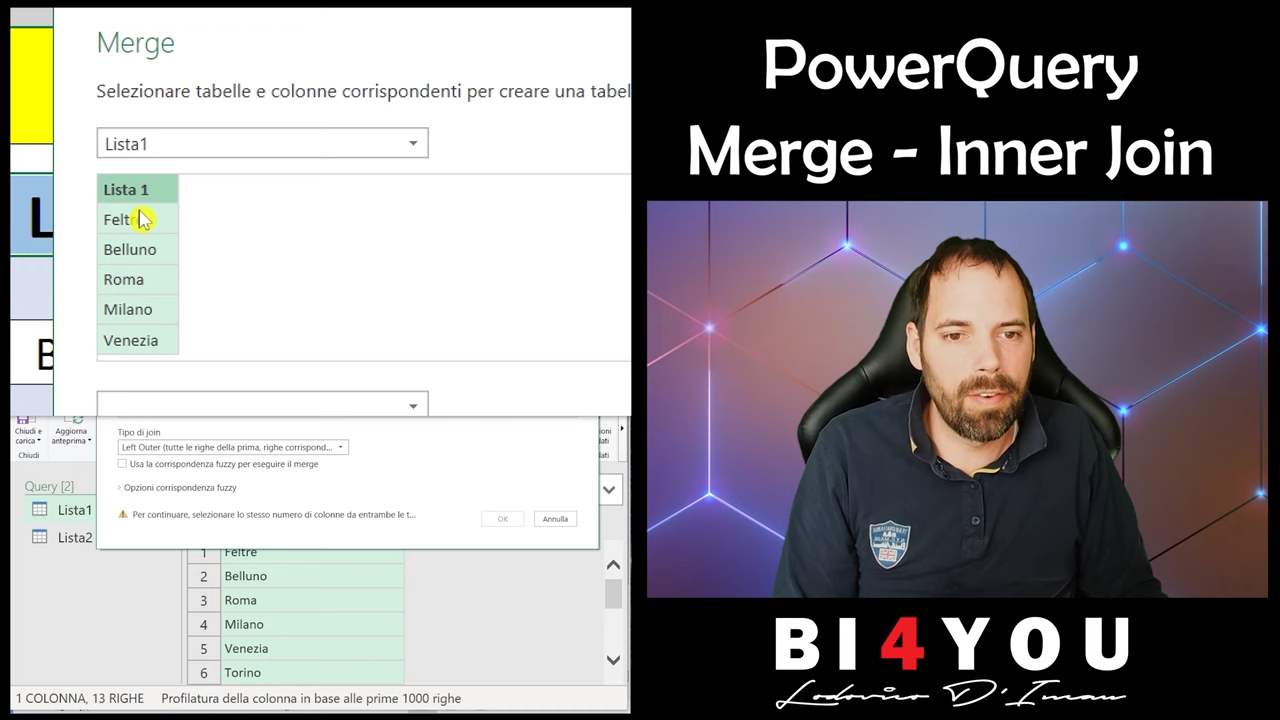 PowerQuery
Merge - Inner Join
Merge
Selezionare tabelle e colonne corrispondenti per creare una tabel
Lista1
Lista 1
Feltre
Belluno
Roma
Milano
Venezia
L
B
Chiudi e
carica
Aggiorna
anteprima
Chiudi
Tipo di join
Left Outer (tutte le righe della prima, righe corrispond...
Usa la corrispondenza fuzzy per eseguire il merge
Opzioni corrispondenza fuzzy
Per continuare, selezionare lo stesso numero di colonne da entrambe le t...
OK
Annulla
Query [2]
Lista1
Lista2
1 Feltre
2 Belluno
3 Roma
4 Milano
5 Venezia
6 Torino
1 COLONNA, 13 RIGHE
Profilatura della colonna in base alle prime 1000 righe
BI4YOU
Lodovico D'Incau